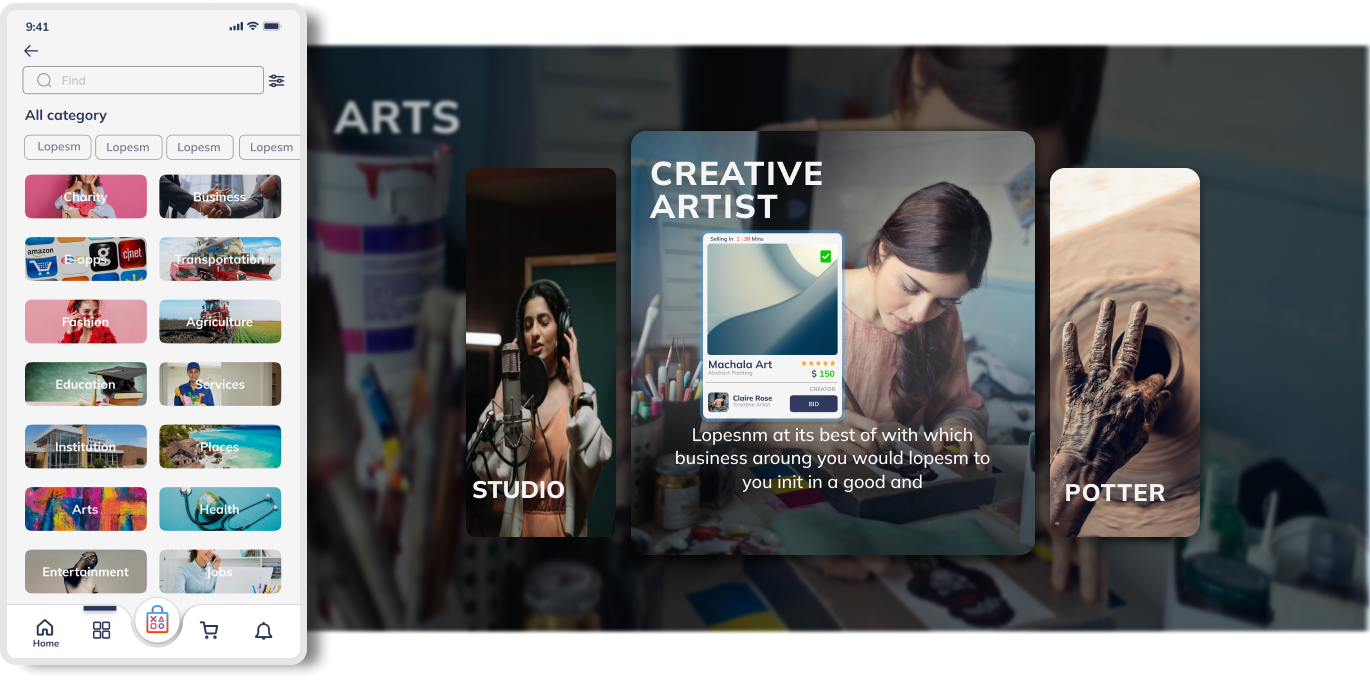 9:41
Find
All category
Lopesm
Lopesm
Lopesm
Lopesm
Charity
Business
amazon
g
c|net
E-apps
Transportation
Fashion
Agriculture
Education
Services
Institution
Places
Arts
Health
Entertainment
Jobs
Home
ARTS
STUDIO
CREATIVE
ARTIST
Selling In 1 : 38 Mins
Machala Art
Abstract Painting
$ 150
CREATOR
Claire Rose
Creative Artist
BID
Lopesnm at its best of with which
business aroung you would lopesm to
you init in a good and
POTTER